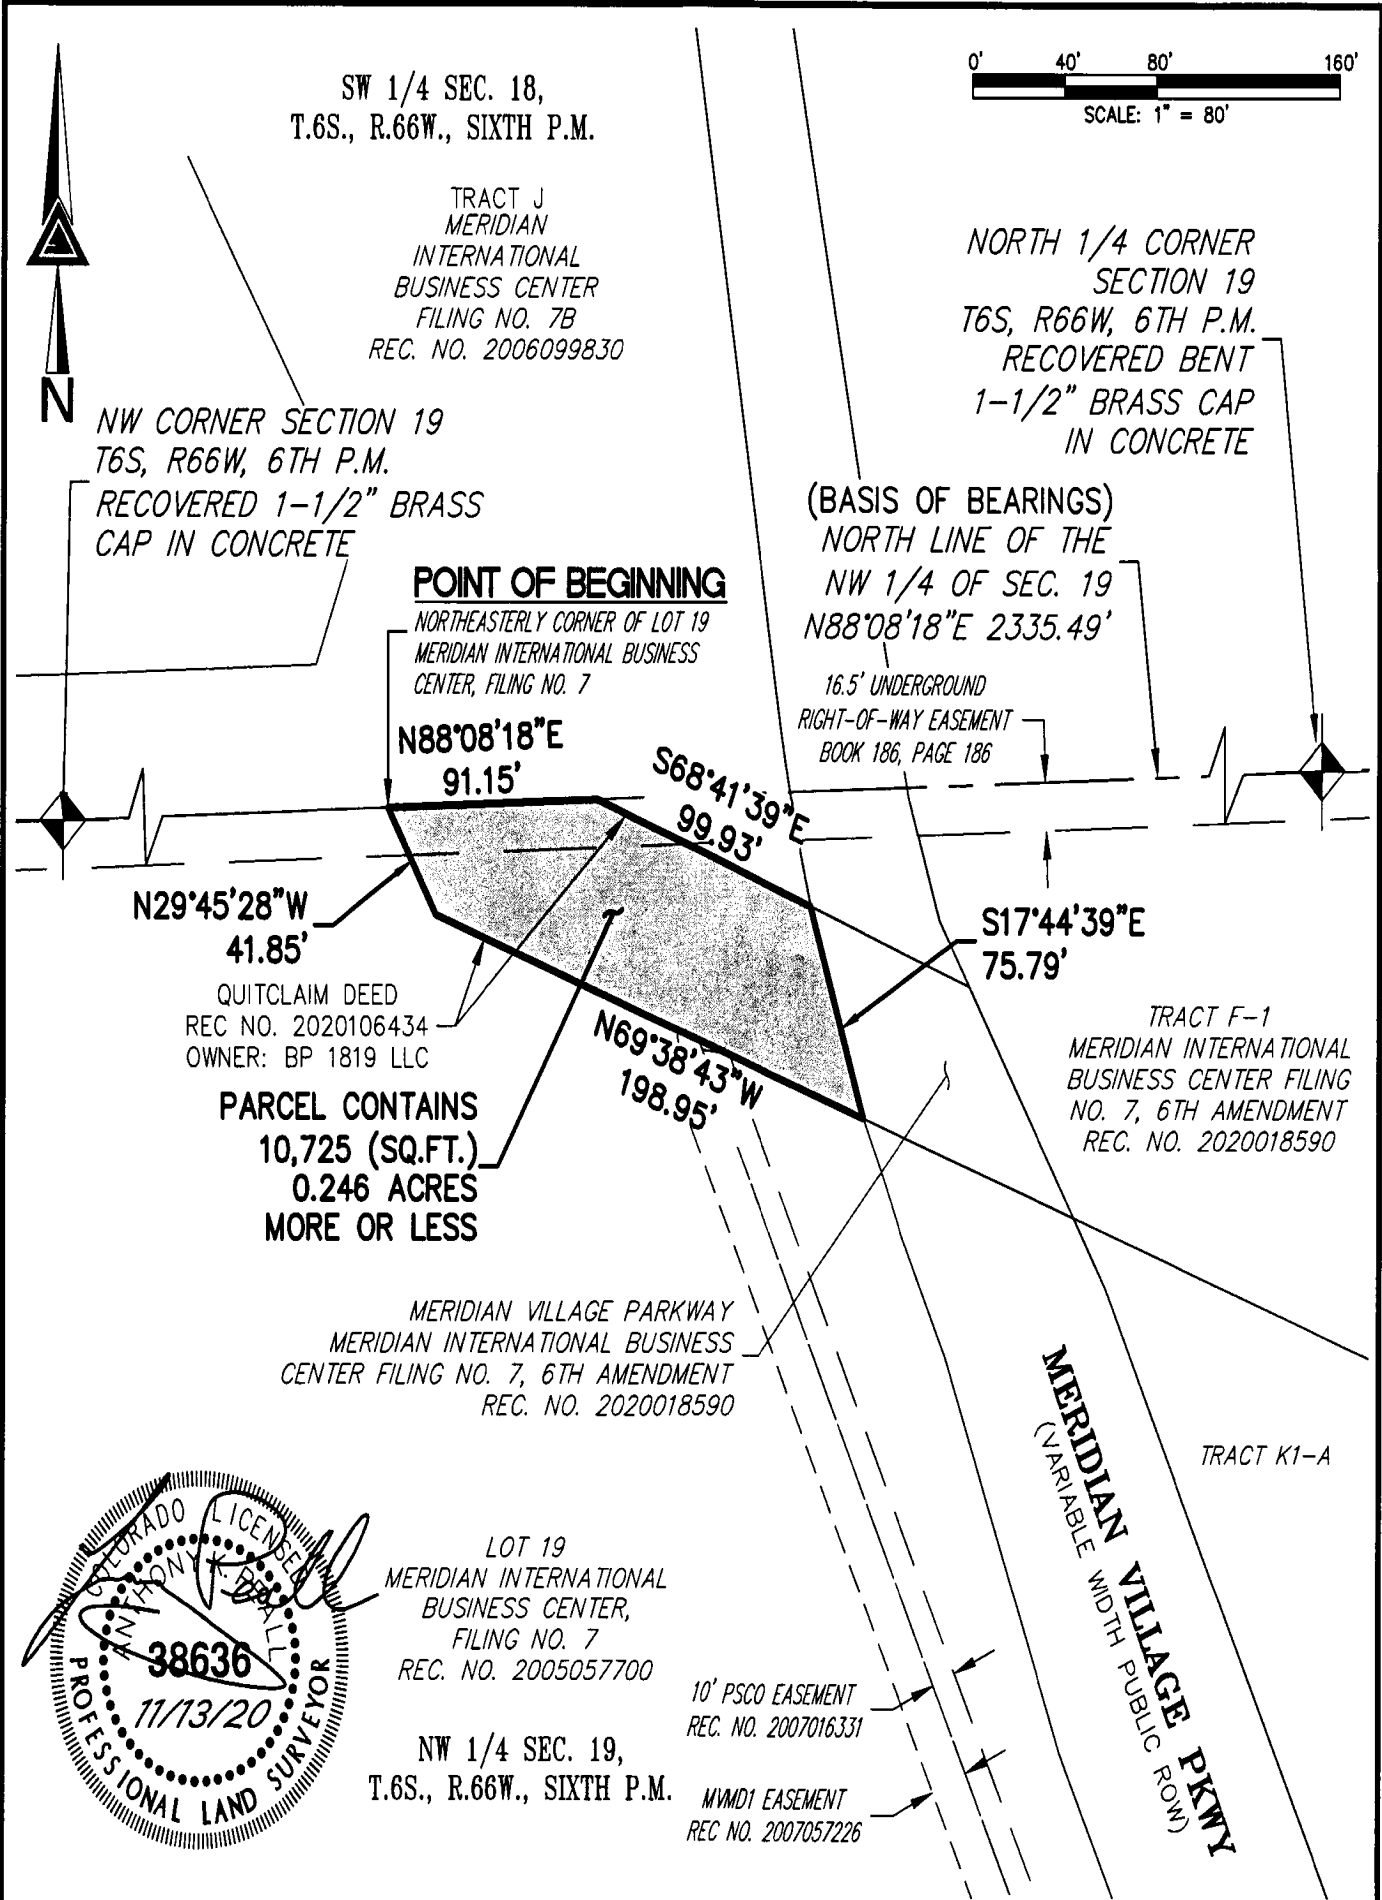 SW 1/4 SEC. 18,
T.6S., R.66W., SIXTH P.M.
0' 40' 80' 160'
SCALE: 1" = 80'
TRACT J
MERIDIAN
INTERNATIONAL
BUSINESS CENTER
FILING NO. 7B
REC. NO. 2006099830
N
NORTH 1/4 CORNER
SECTION 19
T6S, R66W, 6TH P.M.
RECOVERED BENT
1-1/2" BRASS CAP
IN CONCRETE
NW CORNER SECTION 19
T6S, R66W, 6TH P.M.
RECOVERED 1-1/2" BRASS
CAP IN CONCRETE
(BASIS OF BEARINGS)
NORTH LINE OF THE
NW 1/4 OF SEC. 19
N88°08'18"E 2335.49'
POINT OF BEGINNING
NORTHEASTERLY CORNER OF LOT 19
MERIDIAN INTERNATIONAL BUSINESS
CENTER, FILING NO. 7
16.5' UNDERGROUND
RIGHT-OF-WAY EASEMENT
BOOK 186, PAGE 186
N88°08'18"E
91.15'
S68°41'39"E
99.93'
N29°45'28"W
41.85'
S17°44'39"E
75.79'
QUITCLAIM DEED
REC NO. 2020106434
OWNER: BP 1819 LLC
N69°38'43"W
198.95'
PARCEL CONTAINS
10,725 (SQ.FT.)
0.246 ACRES
MORE OR LESS
TRACT F-1
MERIDIAN INTERNATIONAL
BUSINESS CENTER FILING
NO. 7, 6TH AMENDMENT
REC. NO. 2020018590
MERIDIAN VILLAGE PARKWAY
MERIDIAN INTERNATIONAL BUSINESS
CENTER FILING NO. 7, 6TH AMENDMENT
REC. NO. 2020018590
MERIDIAN VILLAGE PKWY
(VARIABLE WIDTH PUBLIC ROW)
TRACT K1-A
COLORADO LICENSED
ANTHONY K.
38636
11/13/20
PROFESSIONAL LAND SURVEYOR
LOT 19
MERIDIAN INTERNATIONAL
BUSINESS CENTER,
FILING NO. 7
REC. NO. 2005057700
NW 1/4 SEC. 19,
T.6S., R.66W., SIXTH P.M.
10' PSCO EASEMENT
REC. NO. 2007016331
MVMD1 EASEMENT
REC NO. 2007057226